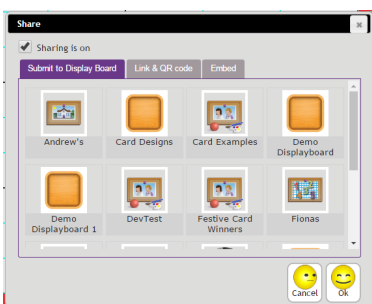 Share
Sharing is on
Submit to Display Board Link & QR code Embed
Andrew's Card Designs Card Examples Demo
Displayboard
Demo
Displayboard 1 DevTest Festive Card
Winners Fionas
Cancel Ok